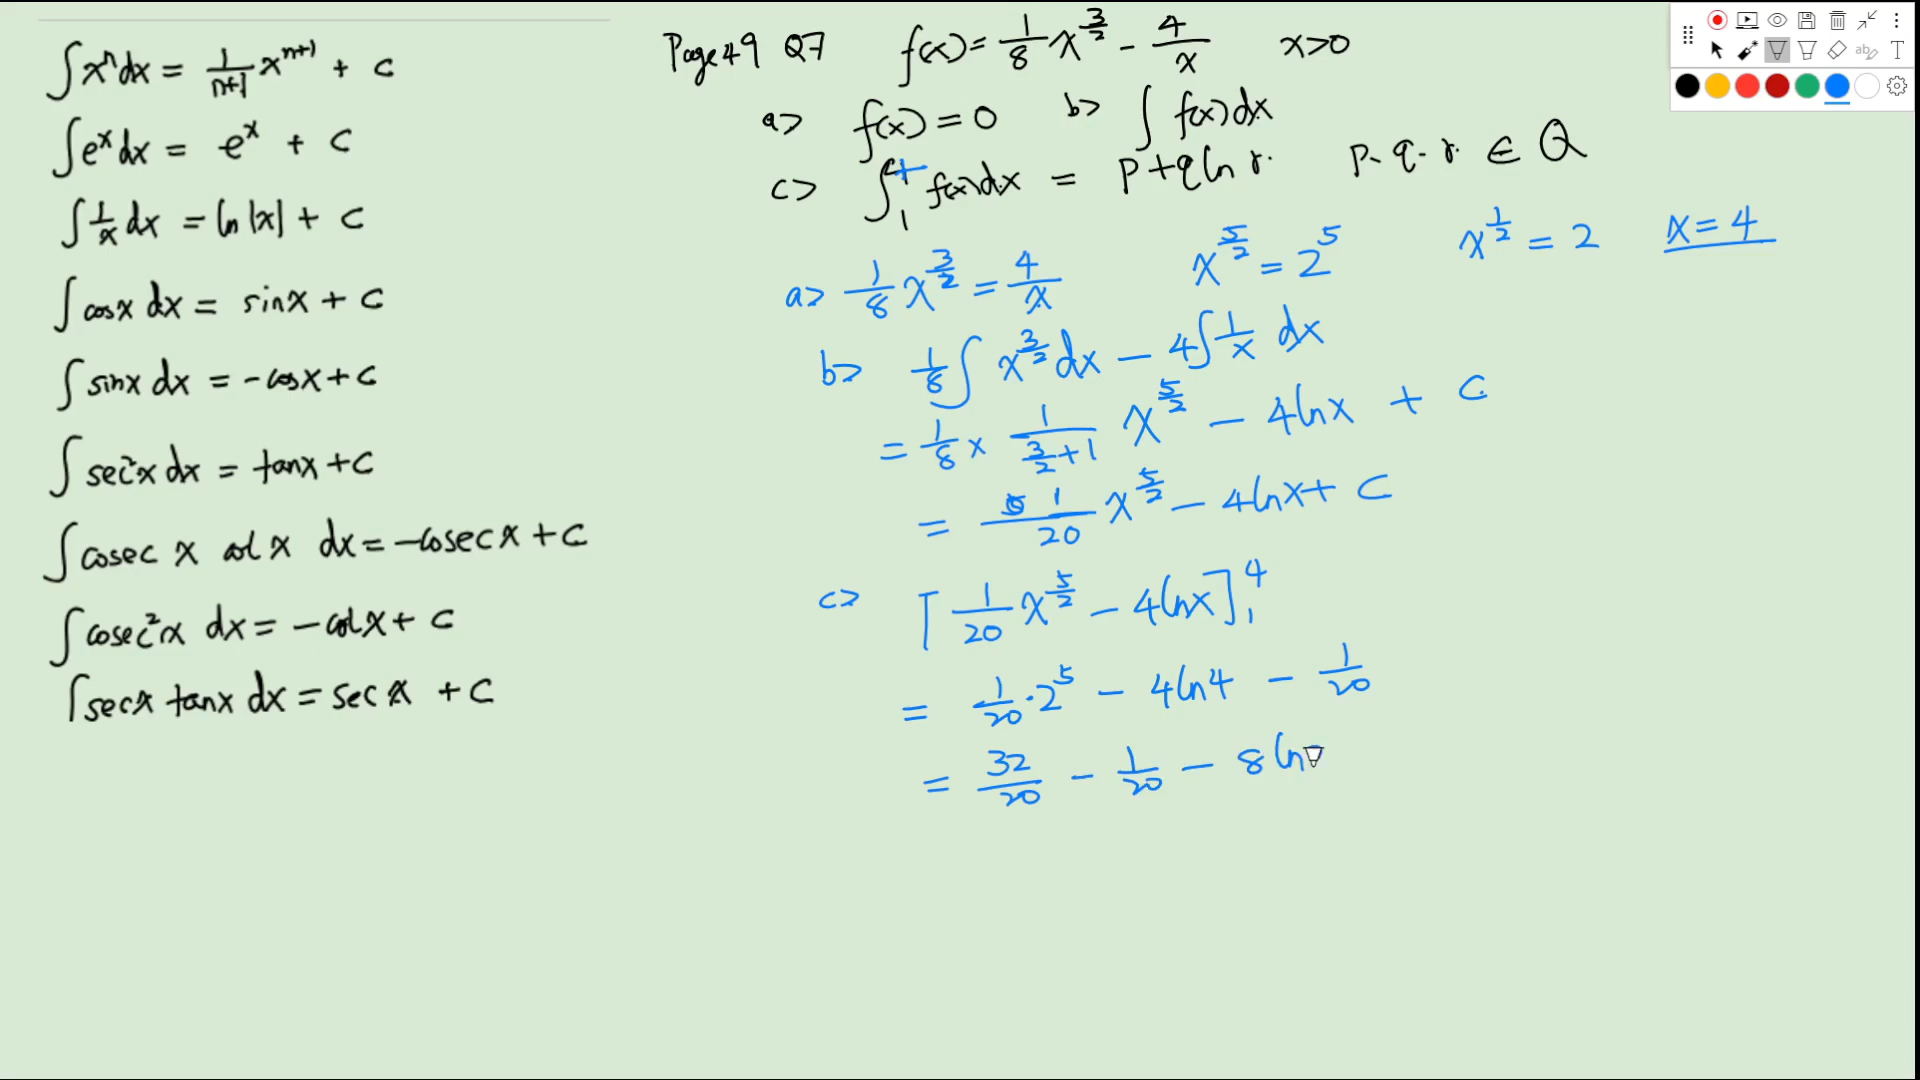 ∫xⁿdx = 1/(n+1) xⁿ⁺¹ + c
∫eˣdx = eˣ + c
∫1/x dx = ln|x| + c
∫cosx dx = sinx + c
∫sinx dx = -cosx + c
∫sec²x dx = tanx + c
∫cosec x cot x dx = -cosec x + c
∫cosec²x dx = -cotx + c
∫secx tanx dx = sec x + c
Page 49 Q7 f(x) = 1/8 x^(3/2) - 4/x x>0
a> f(x) = 0 b> ∫f(x)dx
c> ∫₁⁴ f(x)dx = p+q ln r. p. q. r. ∈ Q
a> 1/8 x^(3/2) = 4/x x^(5/2) = 2⁵ x^(1/2) = 2 x = 4
b> 1/8 ∫ x^(3/2) dx - 4∫ 1/x dx
= 1/8 × 1/(3/2+1) x^(5/2) - 4lnx + c
= 1/20 x^(5/2) - 4lnx + c
c> [1/20 x^(5/2) - 4lnx]₁⁴
= 1/20 · 2⁵ - 4ln4 - 1/20
= 32/20 - 1/20 - 8ln
T